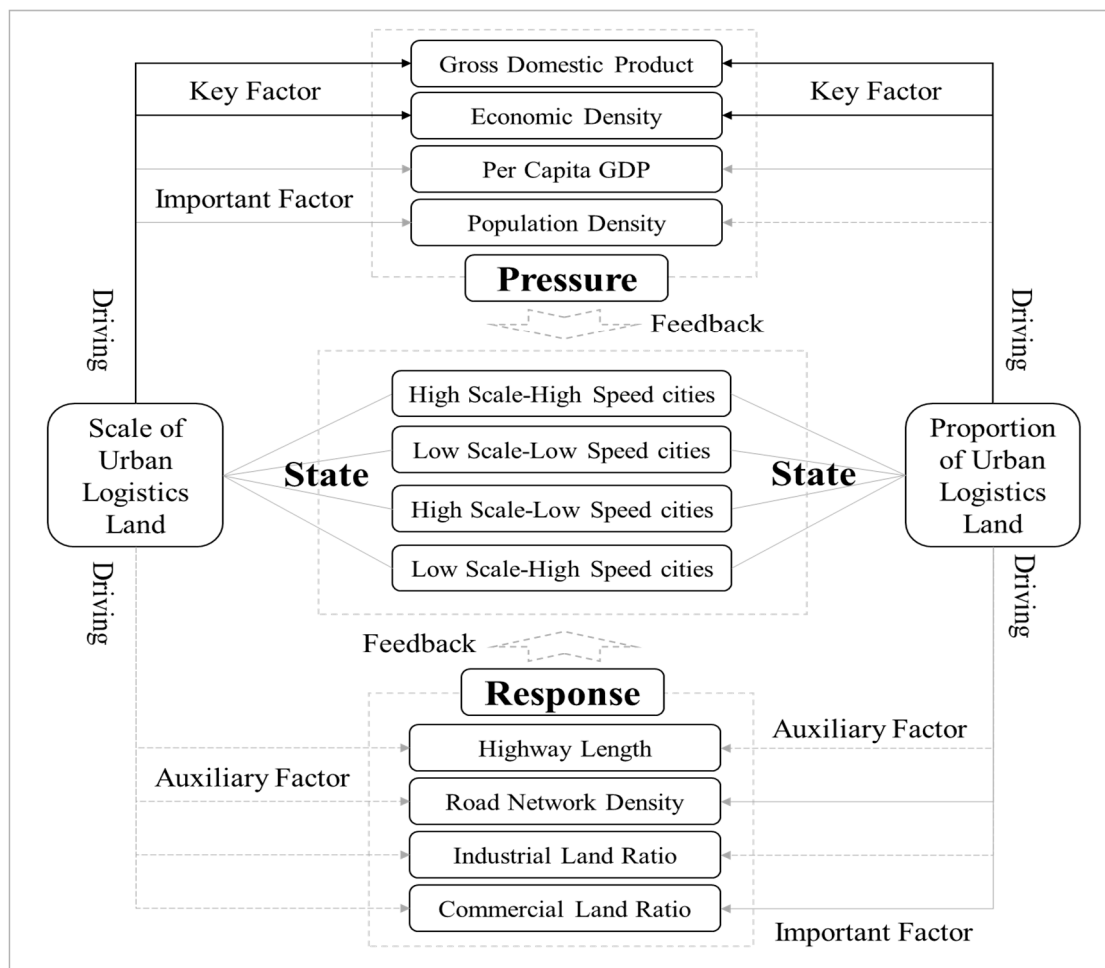 Gross Domestic Product
Key Factor
Key Factor
Economic Density
Per Capita GDP
Important Factor
Population Density
Pressure
Driving
Driving
Feedback
High Scale-High Speed cities
Scale of
Urban
Logistics
Land
Low Scale-Low Speed cities
State
State
High Scale-Low Speed cities
Low Scale-High Speed cities
Proportion
of Urban
Logistics
Land
Driving
Driving
Feedback
Response
Highway Length
Auxiliary Factor
Auxiliary Factor
Road Network Density
Industrial Land Ratio
Commercial Land Ratio
Important Factor